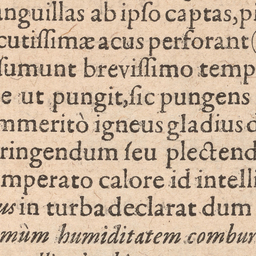 anguillas ab ipso captas, pi
cutissimæ acus perforant (
sumunt brevissimo temp
e ut pungit, sic pungens
mmeritò igneus gladius d
ringendum seu plectend
mperato calore id intelli
us in turba declarat dum
mùm humiditatem combur